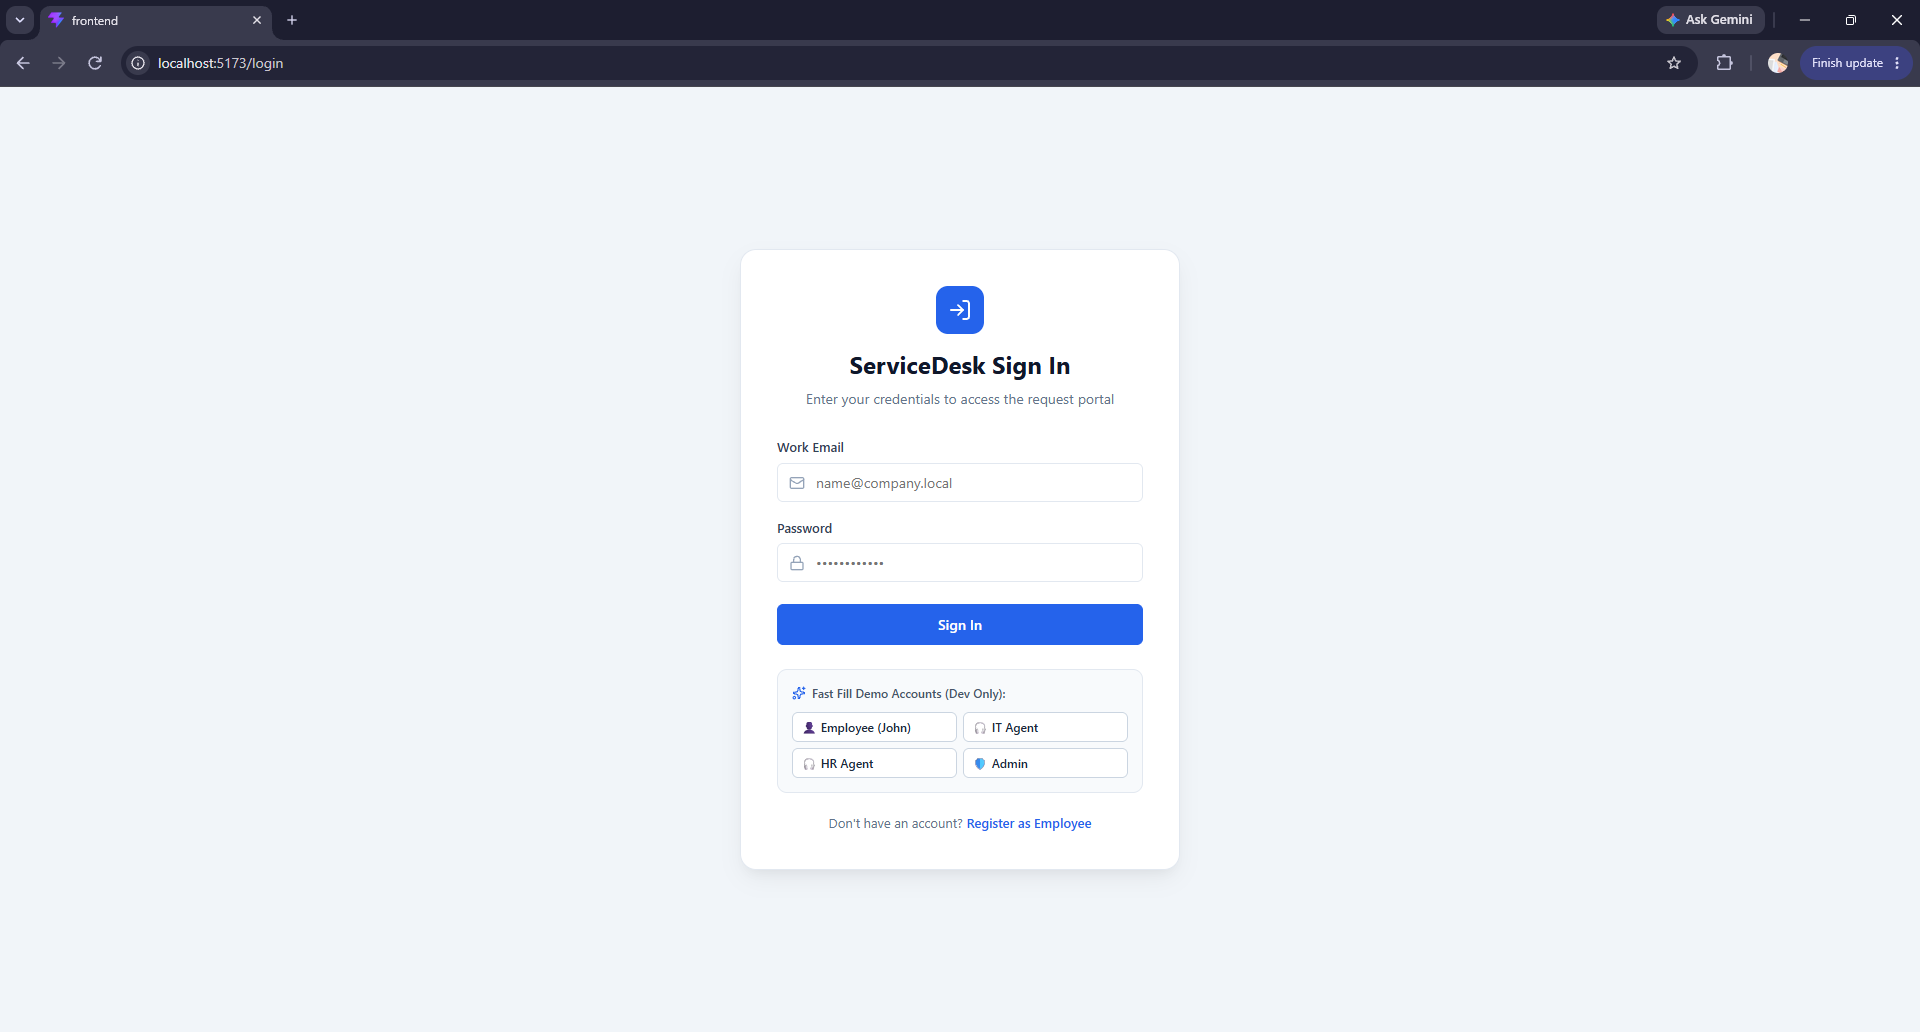 frontend
Ask Gemini
localhost:5173/login
Finish update
ServiceDesk Sign In
Enter your credentials to access the request portal
Work Email
name@company.local
Password
••••••••••••
Sign In
Fast Fill Demo Accounts (Dev Only):
Employee (John)
IT Agent
HR Agent
Admin
Don't have an account? Register as Employee